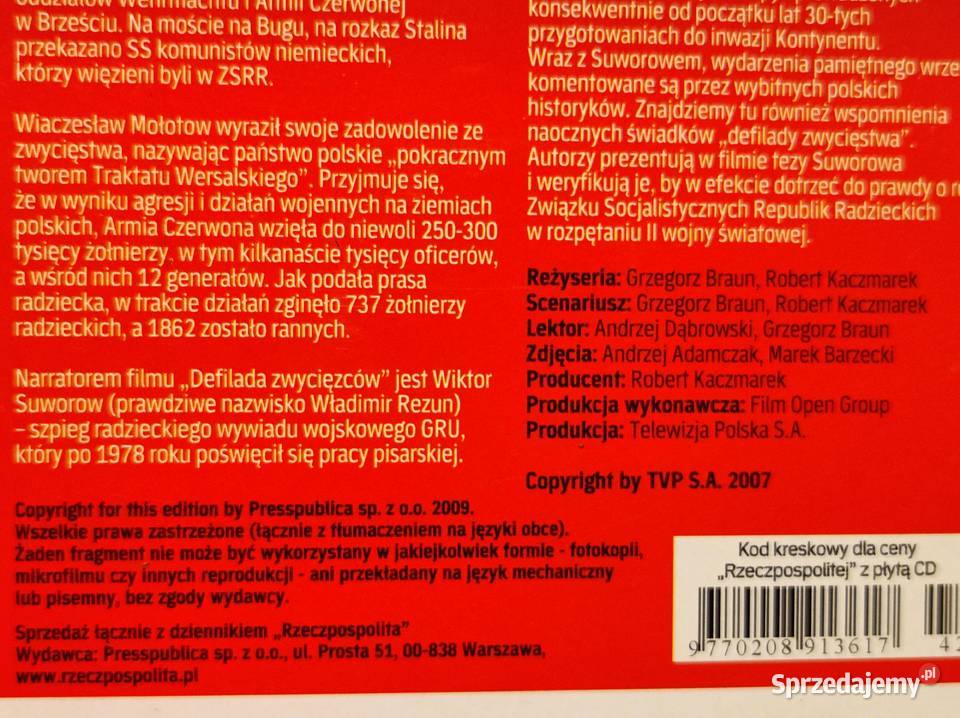 oddziałów Wehrmachtu i Armii Czerwonej
w Brześciu. Na moście na Bugu, na rozkaz Stalina
przekazano SS komunistów niemieckich,
którzy więzieni byli w ZSRR.
Wiaczesław Mołotow wyraził swoje zadowolenie ze
zwycięstwa, nazywając państwo polskie „pokracznym
tworem Traktatu Wersalskiego”. Przyjmuje się,
że w wyniku agresji i działań wojennych na ziemiach
polskich, Armia Czerwona wzięła do niewoli 250-300
tysięcy żołnierzy, w tym kilkanaście tysięcy oficerów,
a wśród nich 12 generałów. Jak podała prasa
radziecka, w trakcie działań zginęło 737 żołnierzy
radzieckich, a 1862 zostało rannych.
Narratorem filmu „Defilada zwycięzców” jest Wiktor
Suworow (prawdziwe nazwisko Władimir Rezun)
– szpieg radzieckiego wywiadu wojskowego GRU,
który po 1978 roku poświęcił się pracy pisarskiej.
Copyright for this edition by Presspublica sp. z o.o. 2009.
Wszelkie prawa zastrzeżone (łącznie z tłumaczeniem na języki obce).
Żaden fragment nie może być wykorzystany w jakiejkolwiek formie - fotokopii,
mikrofilmu czy innych reprodukcji - ani przekładany na język mechaniczny
lub pisemny, bez zgody wydawcy.
Sprzedaż łącznie z dziennikiem „Rzeczpospolita”
Wydawca: Presspublica sp. z o.o., ul. Prosta 51, 00-838 Warszawa,
www.rzeczpospolita.pl
konsekwentnie od początku lat 30-tych
przygotowaniach do inwazji Kontynentu.
Wraz z Suworowem, wydarzenia pamiętnego wrze
komentowane są przez wybitnych polskich
historyków. Znajdziemy tu również wspomnienia
naocznych świadków „defilady zwycięstwa”.
Autorzy prezentują w filmie tezy Suworowa
i weryfikują je, by w efekcie dotrzeć do prawdy o r
Związku Socjalistycznych Republik Radzieckich
w rozpętaniu II wojny światowej.
Reżyseria: Grzegorz Braun, Robert Kaczmarek
Scenariusz: Grzegorz Braun, Robert Kaczmarek
Lektor: Andrzej Dąbrowski, Grzegorz Braun
Zdjęcia: Andrzej Adamczak, Marek Barzecki
Producent: Robert Kaczmarek
Produkcja wykonawcza: Film Open Group
Produkcja: Telewizja Polska S.A.
Copyright by TVP S.A. 2007
Kod kreskowy dla ceny
„Rzeczpospolitej” z płytą CD
9 770208 913617 42
Sprzedajemy.pl